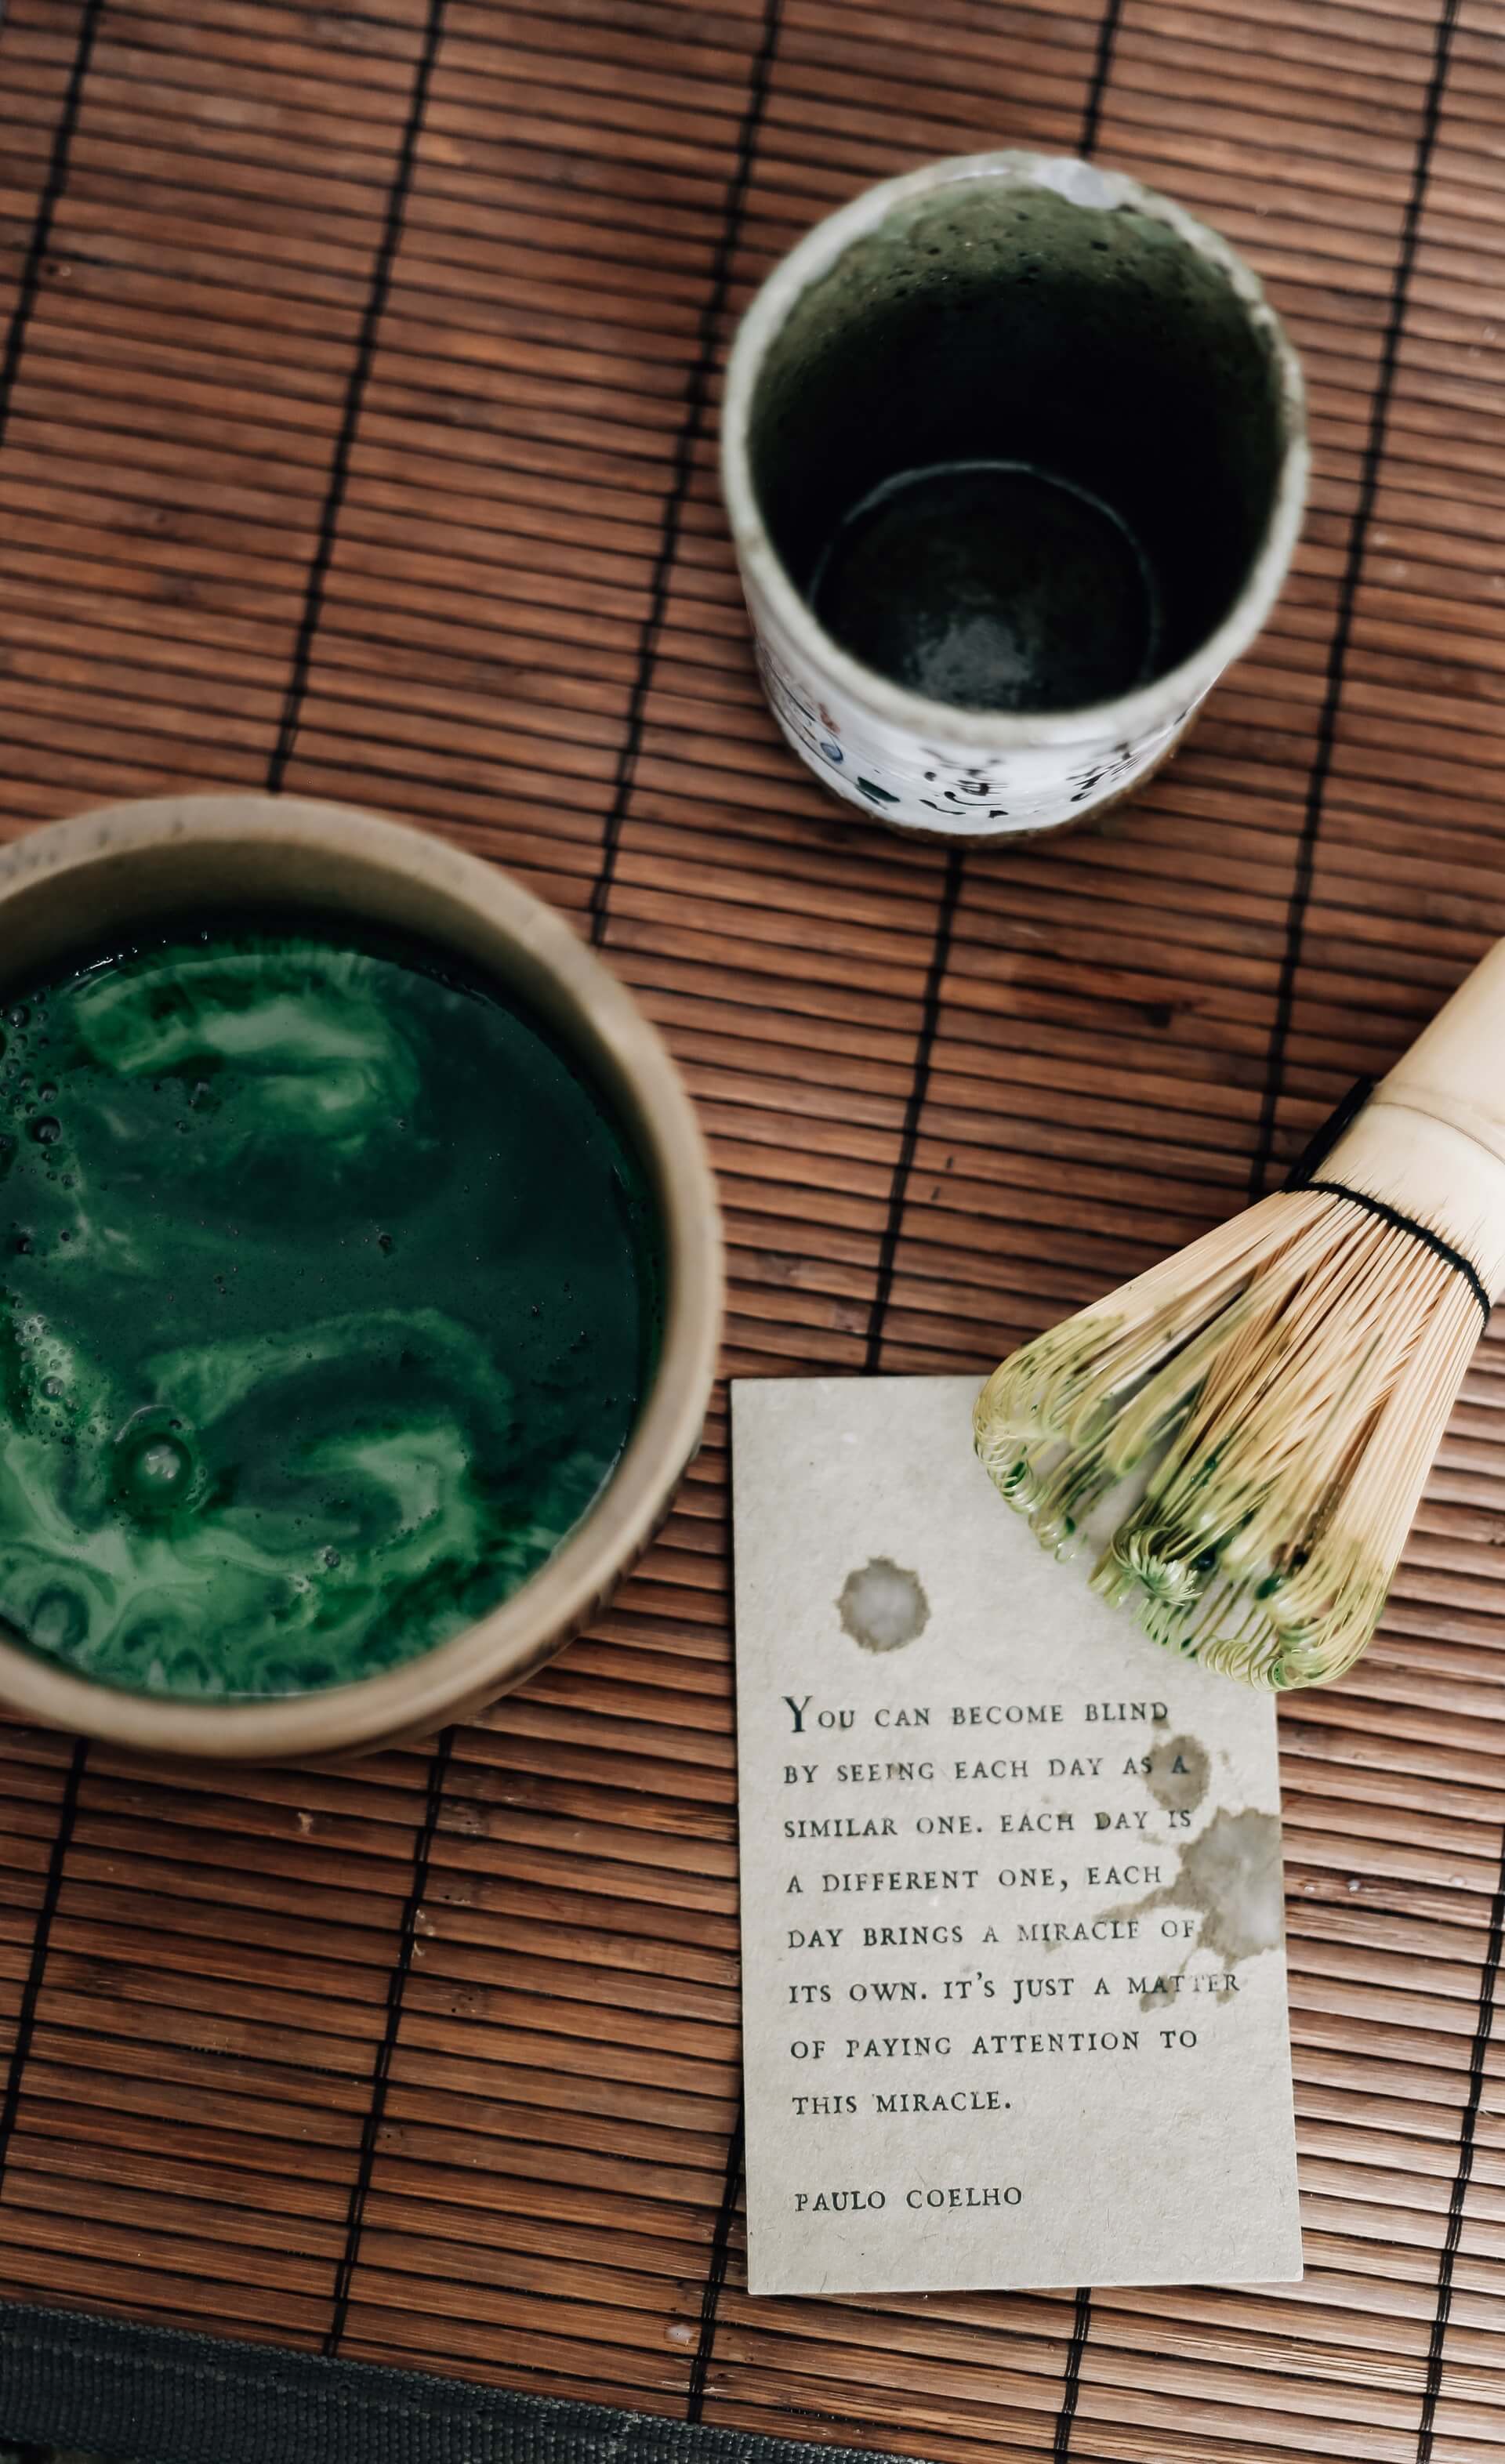 YOU CAN BECOME BLIND
BY SEEING EACH DAY AS A
SIMILAR ONE. EACH DAY IS
A DIFFERENT ONE, EACH
DAY BRINGS A MIRACLE OF
ITS OWN. IT'S JUST A MATTER
OF PAYING ATTENTION TO
THIS MIRACLE.
PAULO COELHO